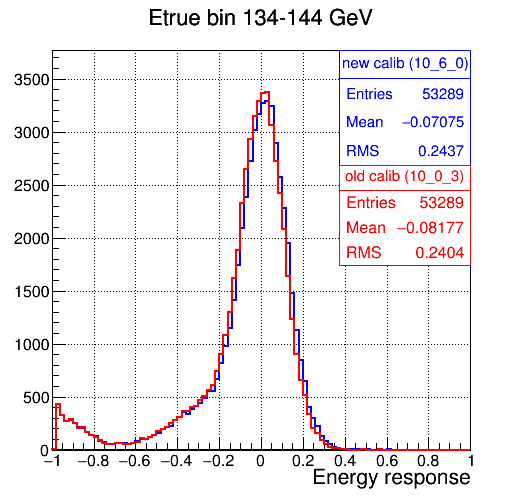 Etrue bin 134-144 GeV
new calib (10_6_0)
Entries 53289
Mean −0.07075
RMS 0.2437
old calib (10_0_3)
Entries 53289
Mean −0.08177
RMS 0.2404
3500
3000
2500
2000
1500
1000
500
0
−1 −0.8 −0.6 −0.4 −0.2 0 0.2 0.4 0.6 0.8 1
Energy response